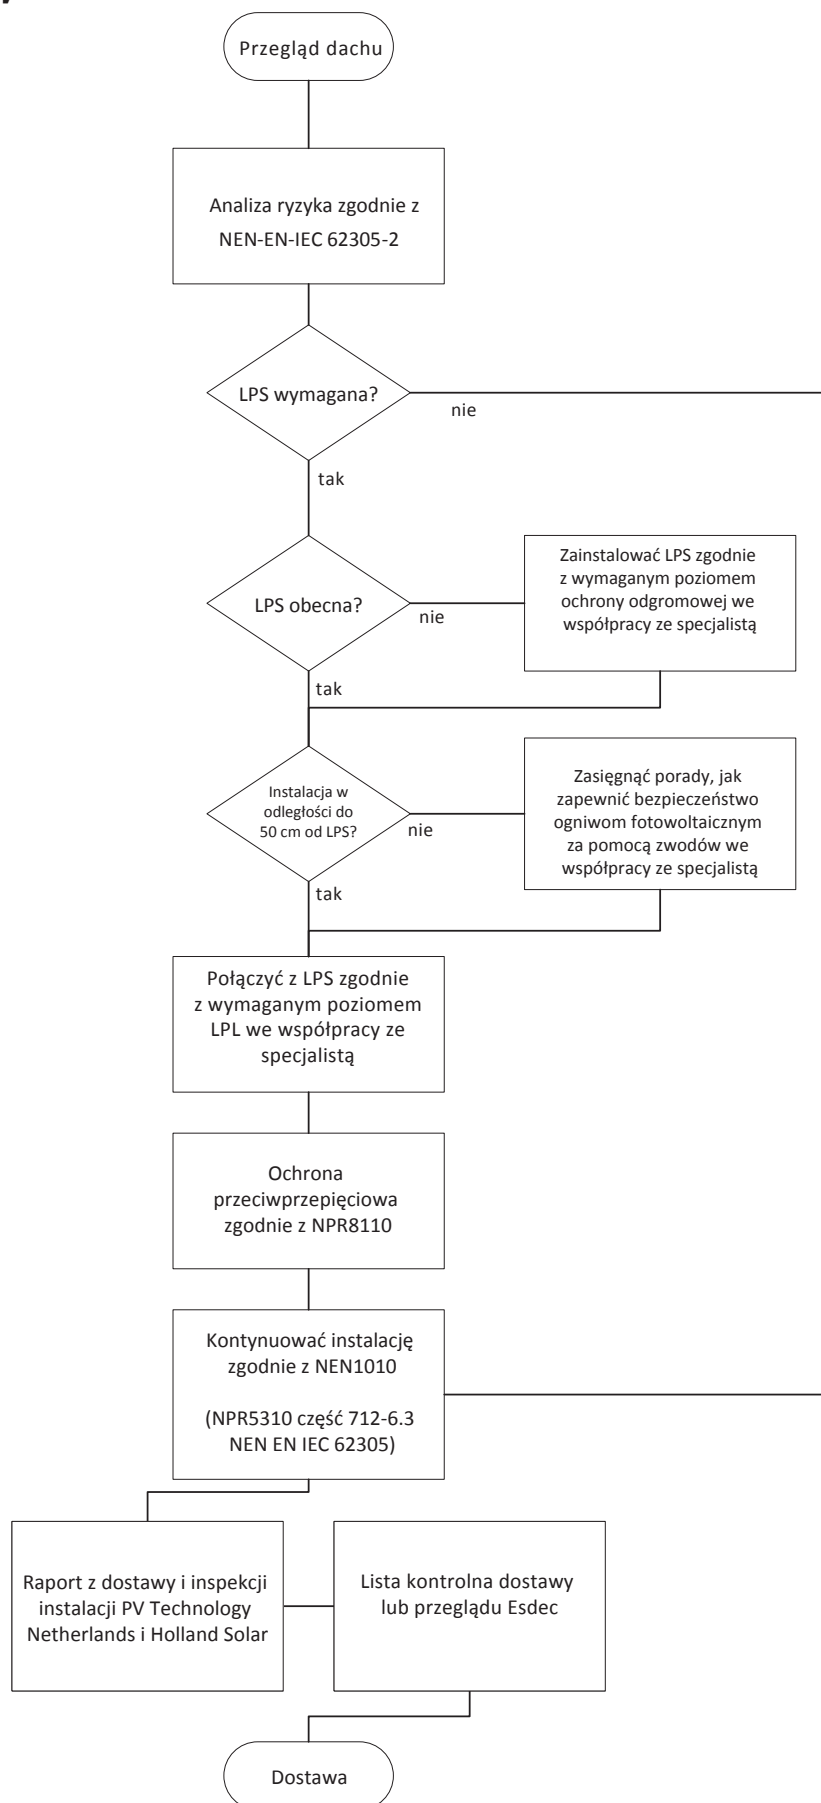 Przegląd dachu
Analiza ryzyka zgodnie z
NEN-EN-IEC 62305-2
LPS wymagana?
nie
tak
LPS obecna?
nie
Zainstalować LPS zgodnie
z wymaganym poziomem
ochrony odgromowej we
współpracy ze specjalistą
tak
Instalacja w
odległości do
50 cm od LPS?
nie
Zasięgnąć porady, jak
zapewnić bezpieczeństwo
ogniwom fotowoltaicznym
za pomocą zwodów we
współpracy ze specjalistą
tak
Połączyć z LPS zgodnie
z wymaganym poziomem
LPL we współpracy ze
specjalistą
Ochrona
przeciwprzepięciowa
zgodnie z NPR8110
Kontynuować instalację
zgodnie z NEN1010
(NPR5310 część 712-6.3
NEN EN IEC 62305)
Raport z dostawy i inspekcji
instalacji PV Technology
Netherlands i Holland Solar
Lista kontrolna dostawy
lub przeglądu Esdec
Dostawa